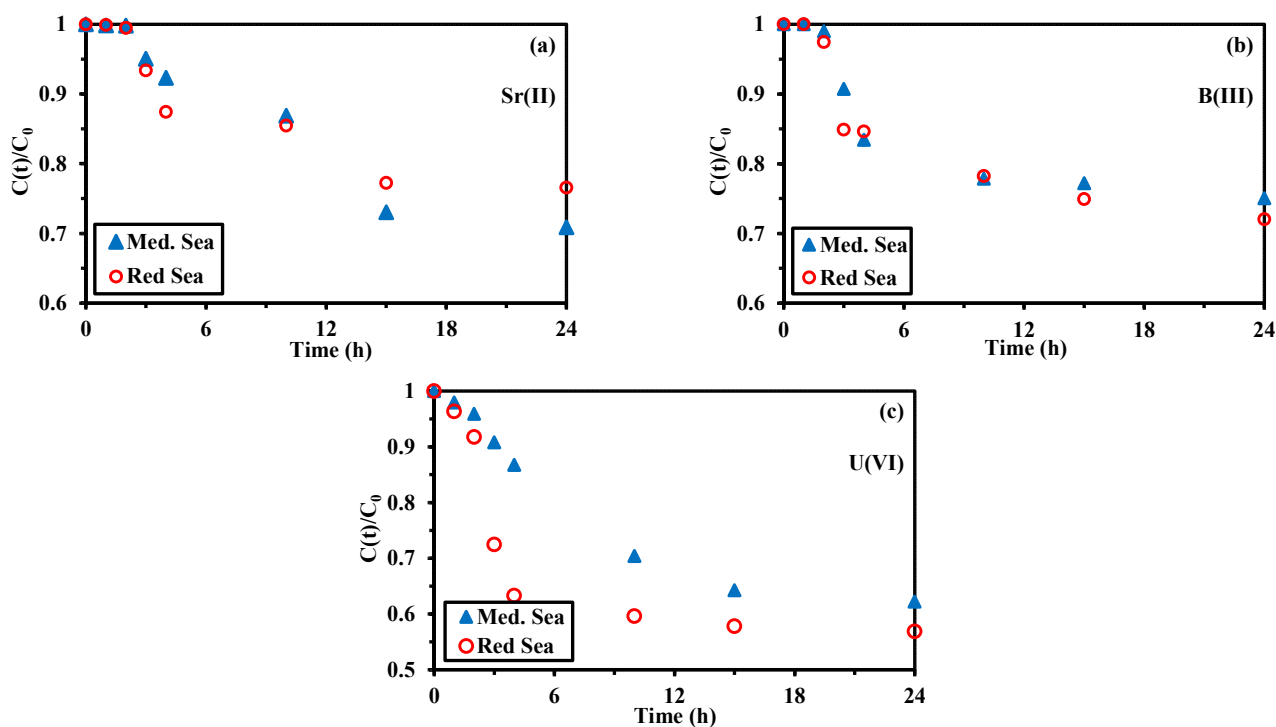 (a)
Sr(II)
C(t)/C0
1
0.9
0.8
0.7
0.6
Med. Sea
Red Sea
0 6 12 18 24
Time (h)
(b)
B(III)
C(t)/C0
1
0.9
0.8
0.7
0.6
Med. Sea
Red Sea
0 6 12 18 24
Time (h)
(c)
U(VI)
C(t)/C0
1
0.9
0.8
0.7
0.6
0.5
Med. Sea
Red Sea
0 6 12 18 24
Time (h)